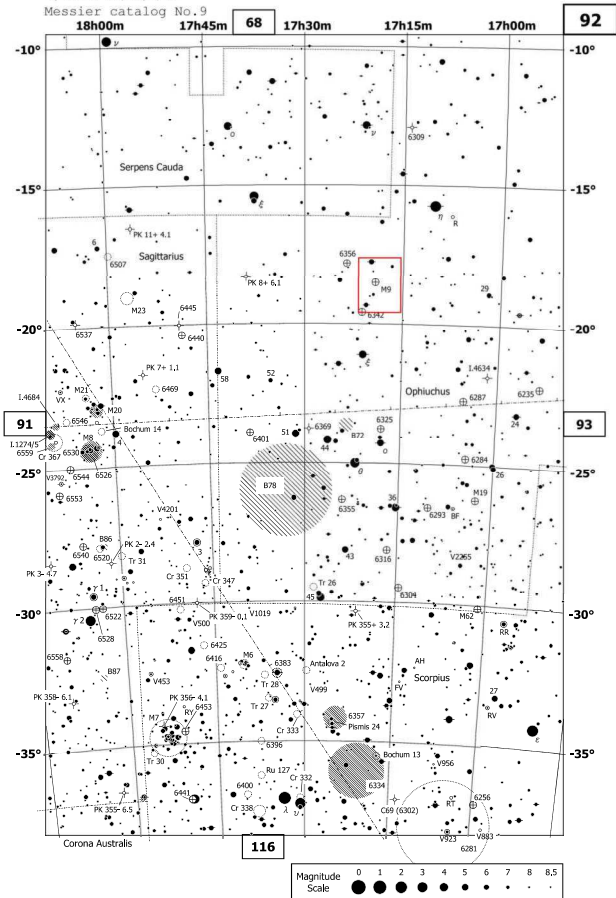 Messier catalog No.9
68
92
18h00m 17h45m 17h30m 17h15m 17h00m
-10°
-10°
ν
ο
ν
6309
Serpens Cauda
-15°
-15°
ξ
η
R
PK 11+ 4.1
6
6507
Sagittarius
6356
PK 8+ 6,1
M9
29
M23
6445
6342
-20°
-20°
6537
6440
ξ
PK 7+ 1,1
58
52
I.4634
Ophiuchus
M21
6469
I.4684
VX
M20
6287
6235
91
6546
93
Bochum 14
51
6369
6325
24
I.1274/5
M8
4
B72
6559
6530
6401
44
ο
Cr 367
6526
θ
6284
-25°
-25°
6544
26
V3792
B78
M19
6553
6355
36
6293
BF
V4201
B86
3
PK 2- 2.4
6540
6520
43
6316
V2265
Tr 31
PK 3- 4.7
Cr 351
Cr 347
Tr 26
γ 1
6451
45
6304
-30°
-30°
6522
PK 359- 0,1
V1019
γ 2
V500
PK 355+ 3,2
M62
6528
6425
RR
6558
6416
M6
6383
Antalova 2
AH
B87
Tr 28
Scorpius
V453
V499
PK 358- 6.1
PK 356- 4,1
Tr 27
FV
27
M7
RY
6453
6357
RV
Cr 333
Pismis 24
ε
-35°
-35°
Tr 30
6396
Bochum 13
V956
Ru 127
Cr 332
6334
6400
RT
6256
PK 355- 6.5
6441
C69 (6302)
Cr 338
λ
υ
V923
V883
6281
Corona Australis
116
Magnitude Scale
0 1 2 3 4 5 6 7 8 8,5